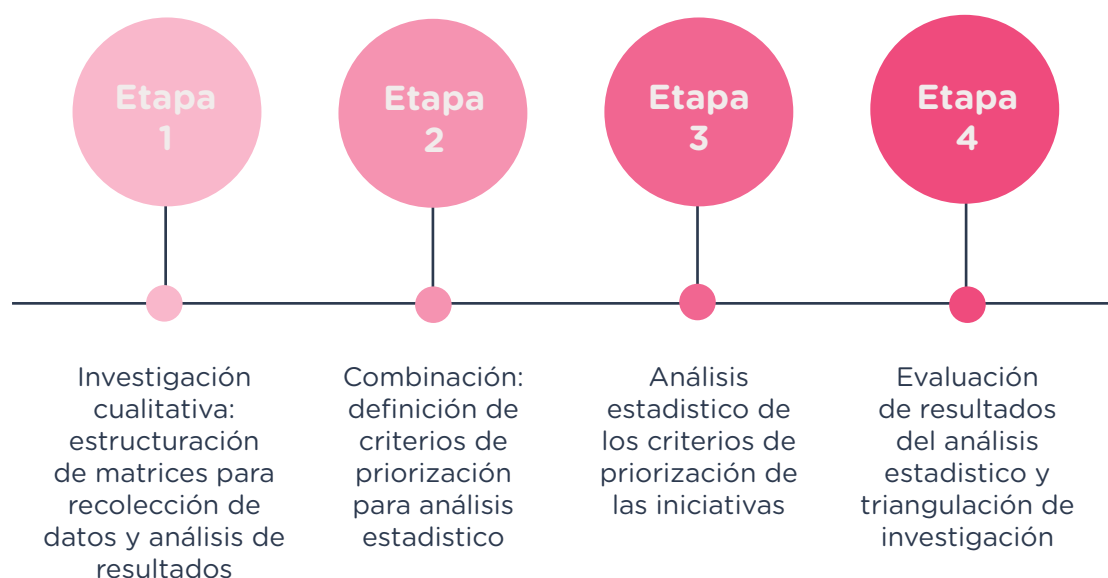 Etapa
1
Etapa
2
Etapa
3
Etapa
4
Investigación
cualitativa:
estructuración
de matrices para
recolección de
datos y análisis de
resultados
Combinación:
definición de
criterios de
priorización
para análisis
estadistico
Análisis
estadistico de
los criterios de
priorización de
las iniciativas
Evaluación
de resultados
del análisis
estadistico y
triangulación de
investigación